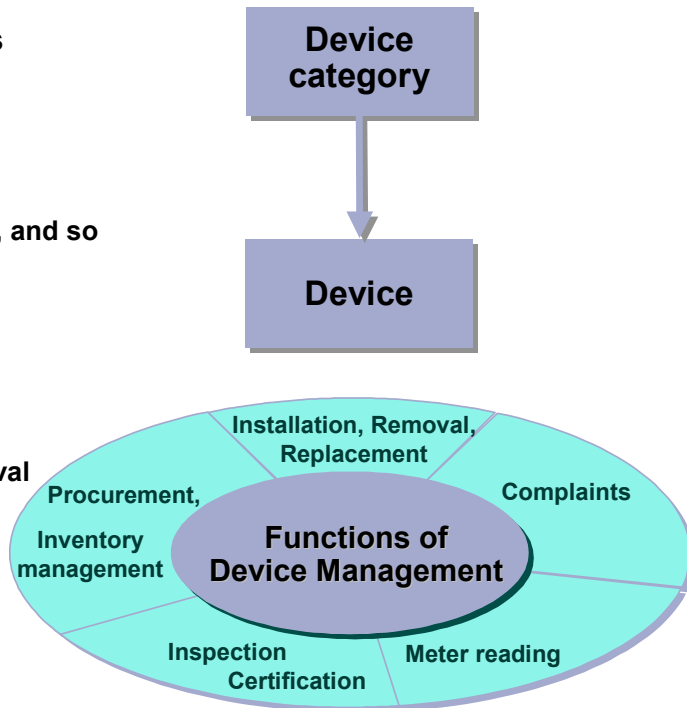 s
Device
category
, and so
Device
val
Installation, Removal,
Replacement
Complaints
Procurement,
Inventory
management
Functions of
Device Management
Inspection
Certification
Meter reading